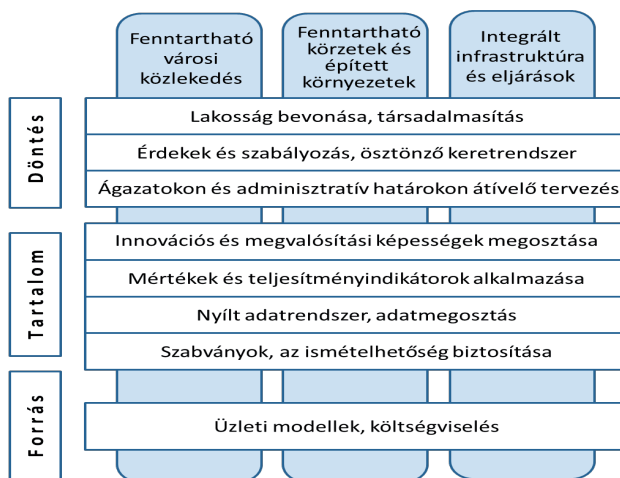 Fenntartható
városi
közlekedés
Fenntartható
körzetek és
épített
környezetek
Integrált
infrastruktúra
és eljárások
Döntés
Lakosság bevonása, társadalmasítás
Érdekek és szabályozás, ösztönző keretrendszer
Ágazatokon és adminisztratív határokon átívelő tervezés
Tartalom
Innovációs és megvalósítási képességek megosztása
Mértékek és teljesítményindikátorok alkalmazása
Nyílt adatrendszer, adatmegosztás
Szabványok, az ismételhetőség biztosítása
Forrás
Üzleti modellek, költségviselés